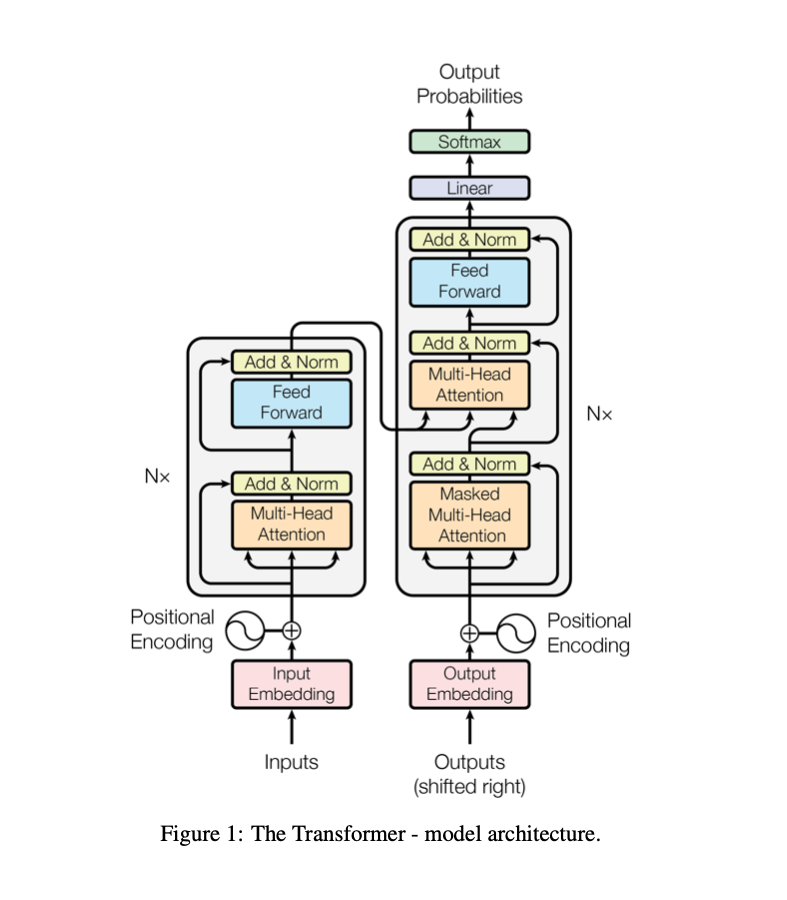 Output
Probabilities
Softmax
Linear
Add & Norm
Feed
Forward
Add & Norm
Multi-Head
Attention
Nx
Add & Norm
Masked
Multi-Head
Attention
Add & Norm
Feed
Forward
Nx
Add & Norm
Multi-Head
Attention
Positional
Encoding
Positional
Encoding
Input
Embedding
Output
Embedding
Inputs
Outputs
(shifted right)
Figure 1: The Transformer - model architecture.